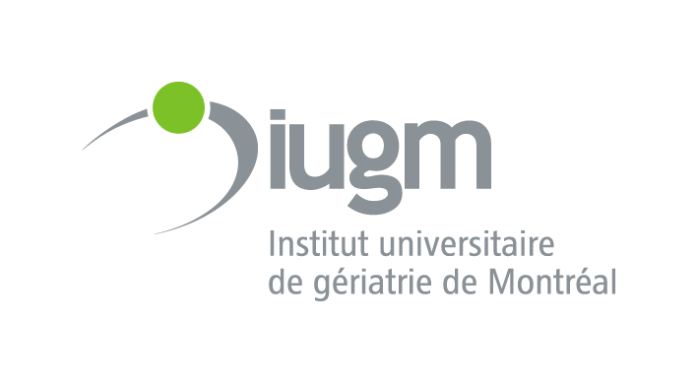 iugm
Institut universitaire
de gériatrie de Montréal